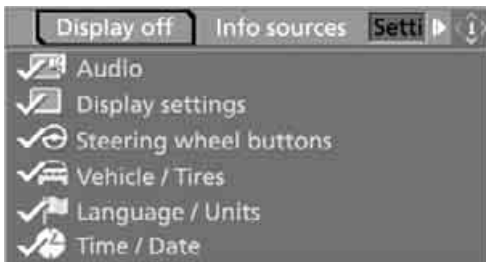 Display off Info sources Setti
Audio
Display settings
Steering wheel buttons
Vehicle / Tires
Language / Units
Time / Date